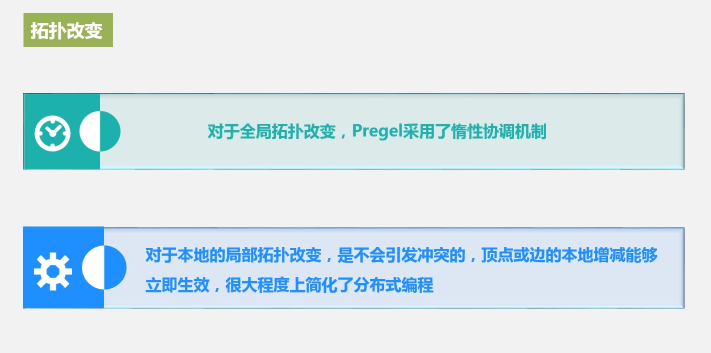 拓扑改变
对于全局拓扑改变，Pregel采用了惰性协调机制
对于本地的局部拓扑改变，是不会引发冲突的，顶点或边的本地增减能够
立即生效，很大程度上简化了分布式编程